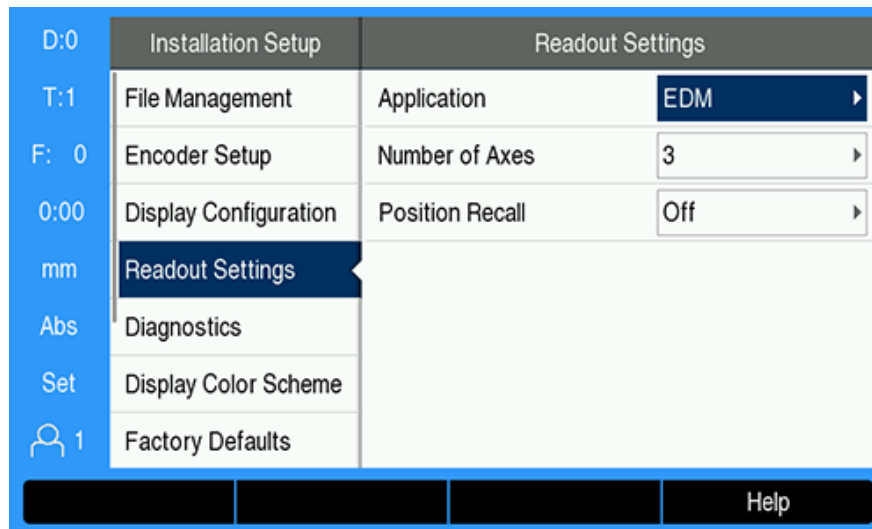 D:0
T:1
F: 0
0:00
mm
Abs
Set
1
Installation Setup
File Management
Encoder Setup
Display Configuration
Readout Settings
Diagnostics
Display Color Scheme
Factory Defaults
Readout Settings
Application EDM
Number of Axes 3
Position Recall Off
Help